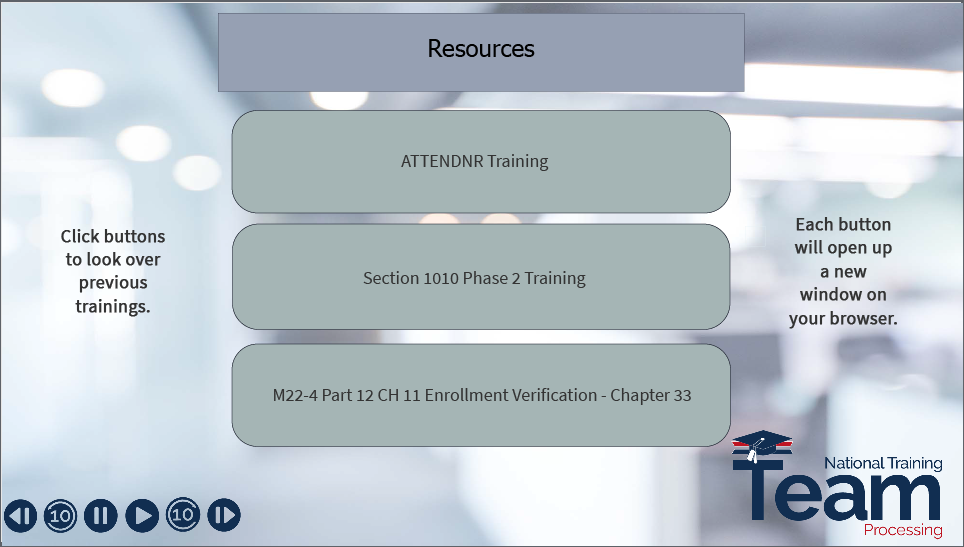 Resources
ATTENDNR Training
Section 1010 Phase 2 Training
M22-4 Part 12 CH 11 Enrollment Verification - Chapter 33
Click buttons
to look over
previous
trainings.
Each button
will open up
a new
window on
your browser.
National Training
Team
Processing
10
10